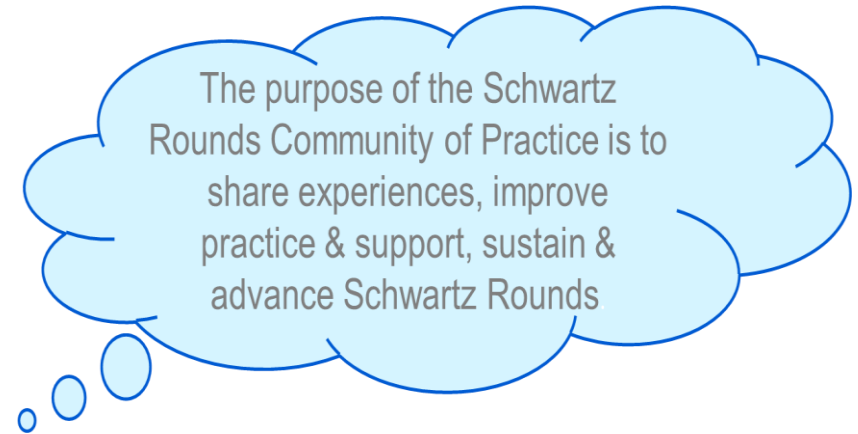 The purpose of the Schwartz
Rounds Community of Practice is to
share experiences, improve
practice & support, sustain &
advance Schwartz Rounds.